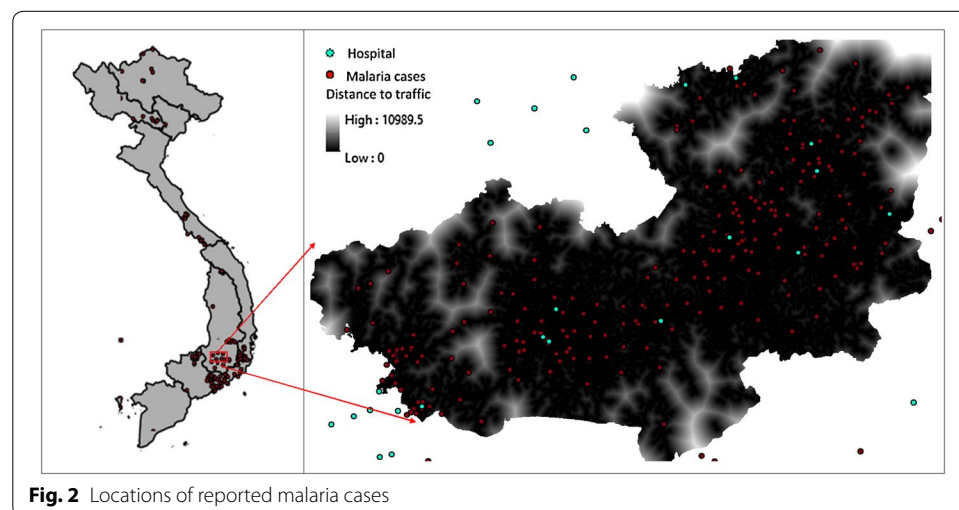 Hospital
Malaria cases
Distance to traffic
High : 10989.5
Low : 0
Fig. 2 Locations of reported malaria cases